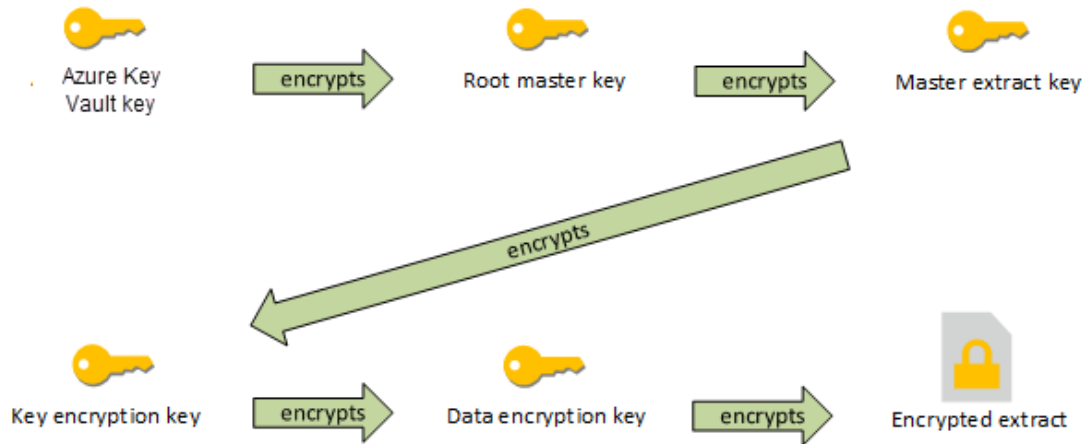 Azure Key
Vault key
encrypts
Root master key
encrypts
Master extract key
encrypts
Key encryption key
encrypts
Data encryption key
encrypts
Encrypted extract